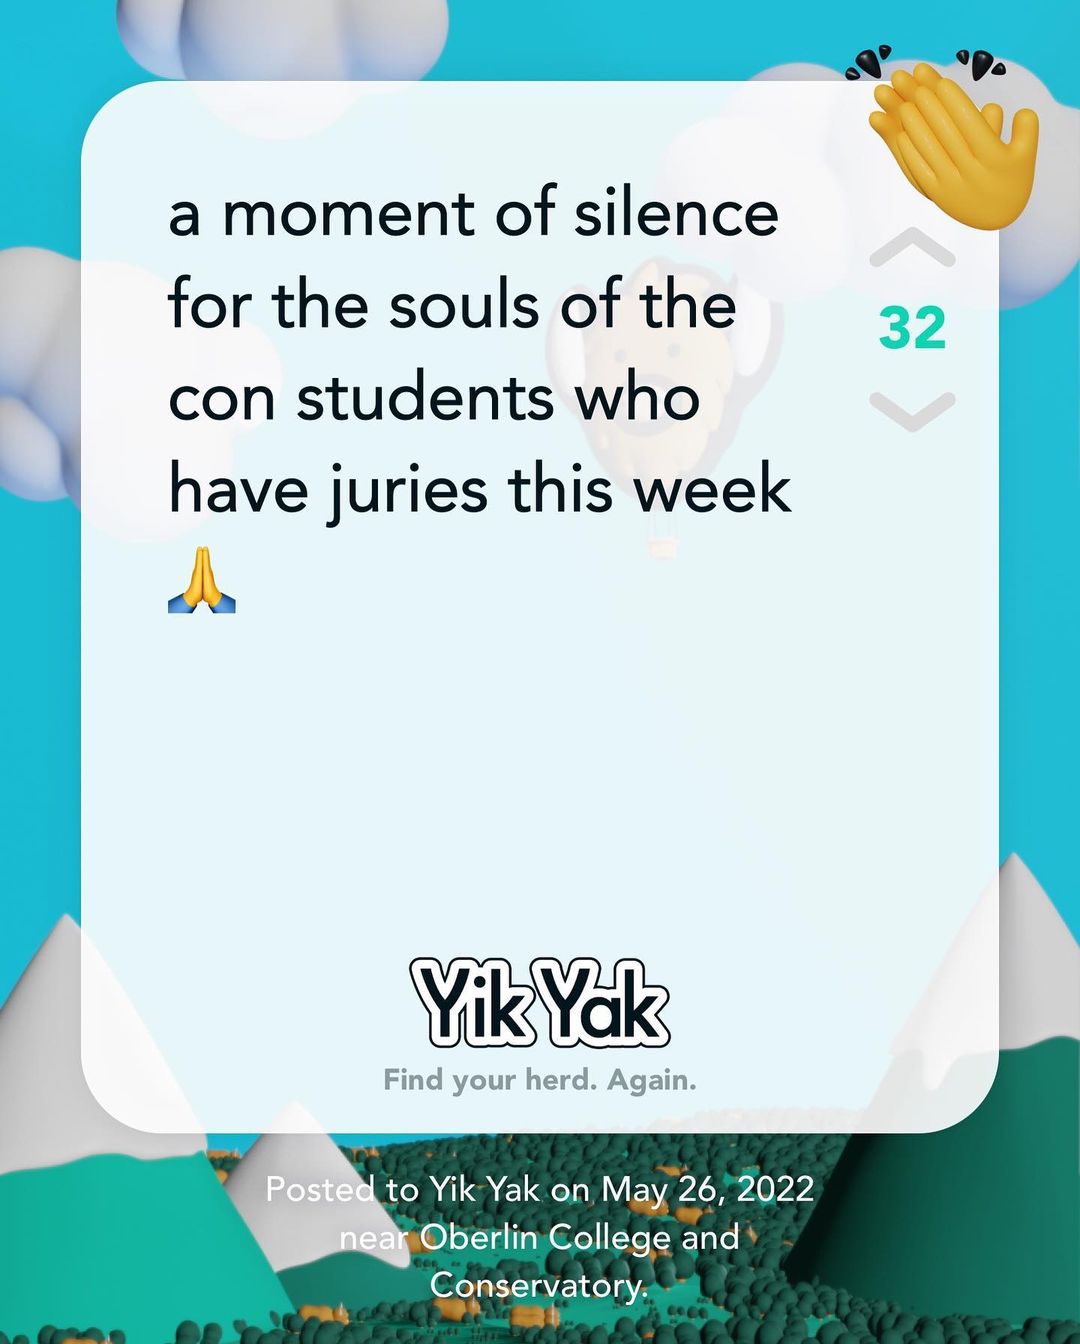 a moment of silence
for the souls of the
con students who
have juries this week
🙏
32
Yik Yak
Find your herd. Again.
Posted to Yik Yak on May 26, 2022
near Oberlin College and
Conservatory.